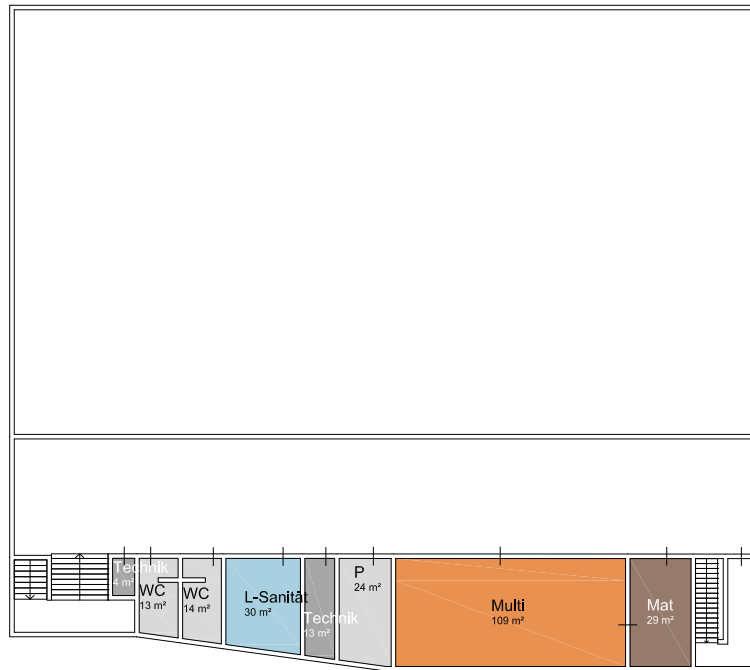 Technik
4 m²
WC
13 m²
WC
14 m²
L-Sanität
30 m²
Technik
13 m²
P
24 m²
Multi
109 m²
Mat
29 m²